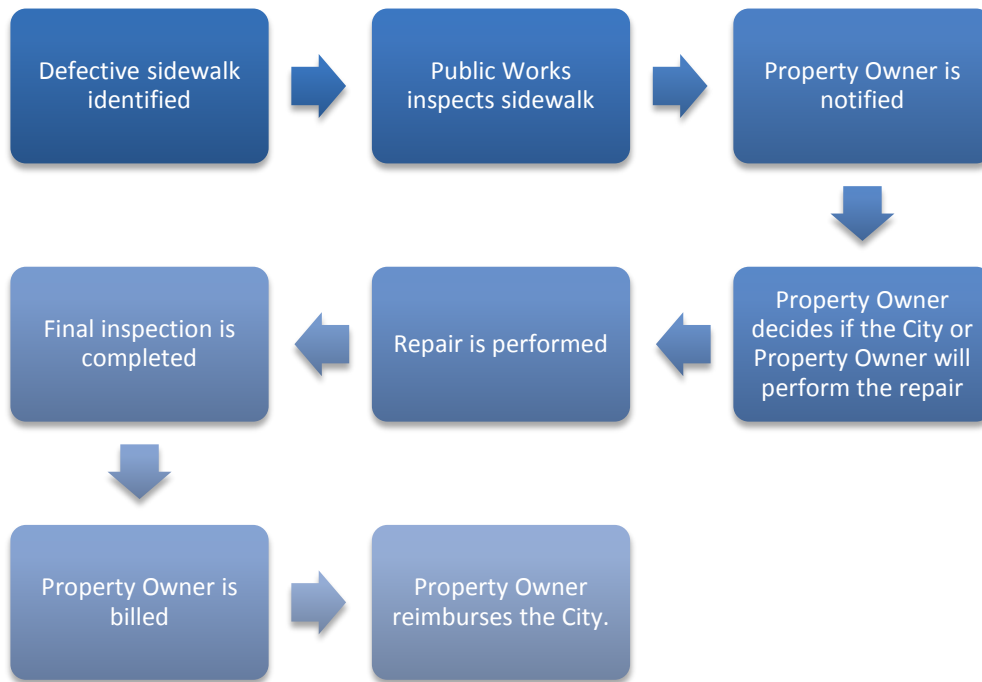 Defective sidewalk
identified
Public Works
inspects sidewalk
Property Owner is
notified
Property Owner
decides if the City or
Property Owner will
perform the repair
Repair is performed
Final inspection is
completed
Property Owner is
billed
Property Owner
reimburses the City.